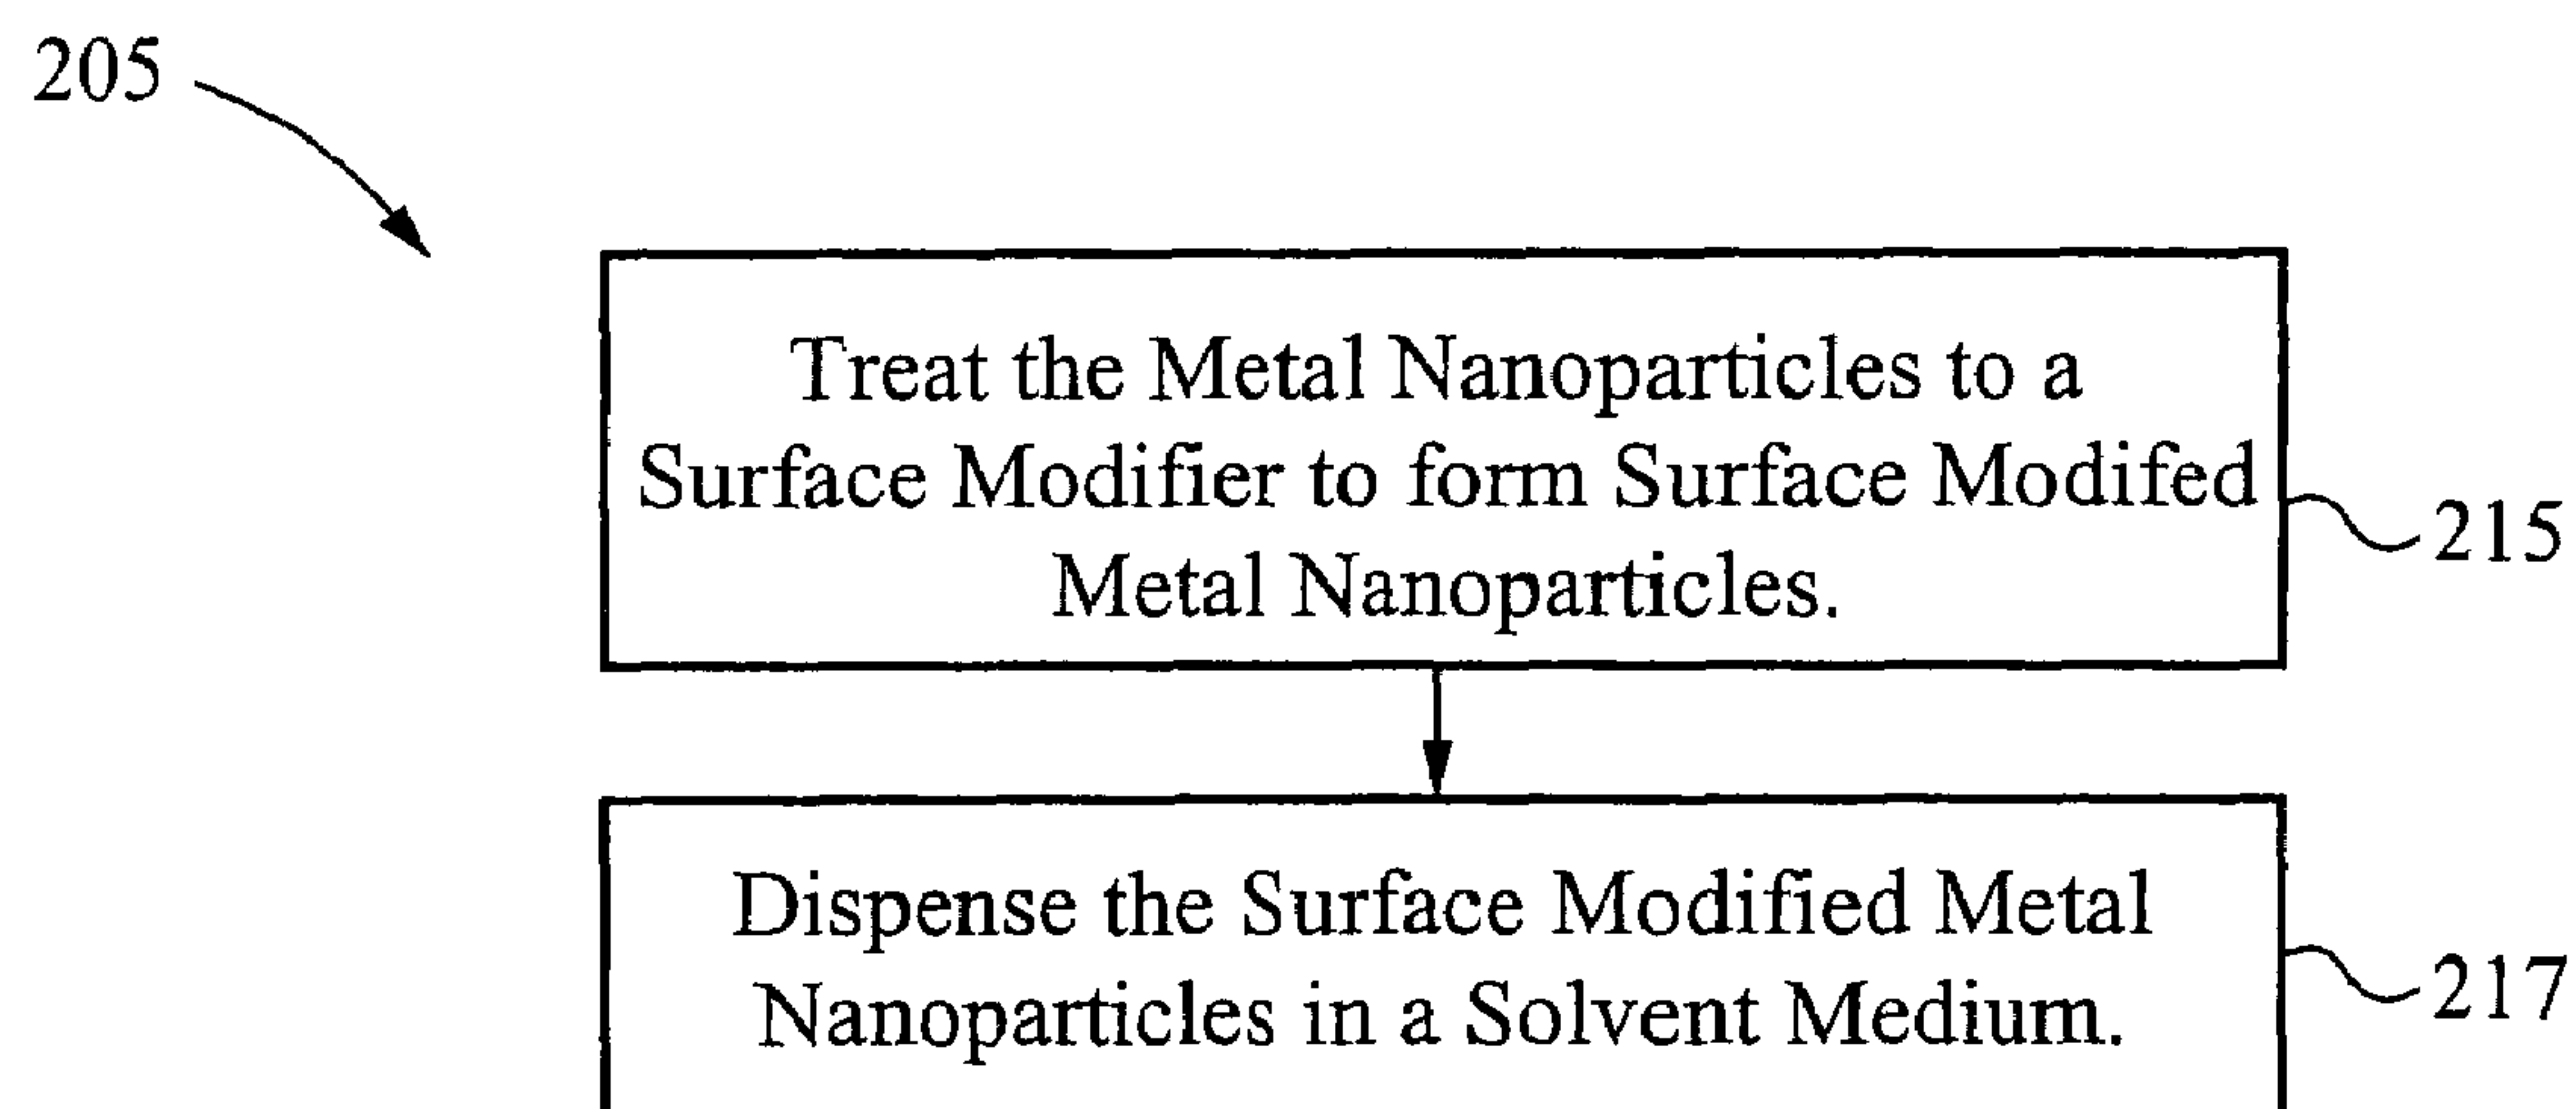 205
Treat the Metal Nanoparticles to a
Surface Modifier to form Surface Modifed
215
Metal Nanoparticles.
Dispense the Surface Modified Metal
217
Nanoparticles in a Solvent Medium.